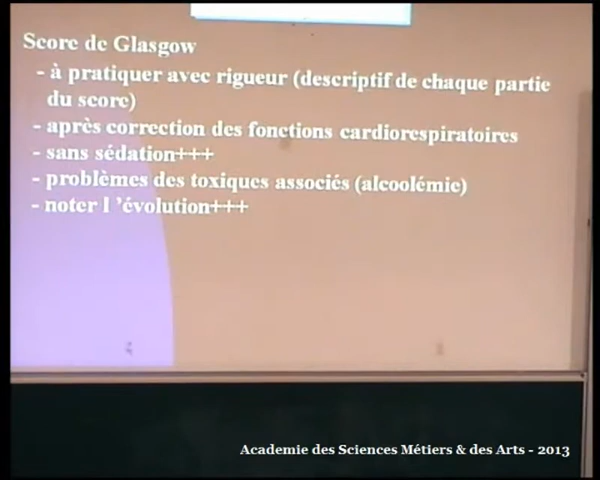 Score de Glasgow
- à pratiquer avec rigueur (descriptif de chaque partie
du score)
- après correction des fonctions cardiorespiratoires
- sans sédation+++
- problèmes des toxiques associés (alcoolémie)
- noter l ’évolution+++
Academie des Sciences Métiers & des Arts - 2013